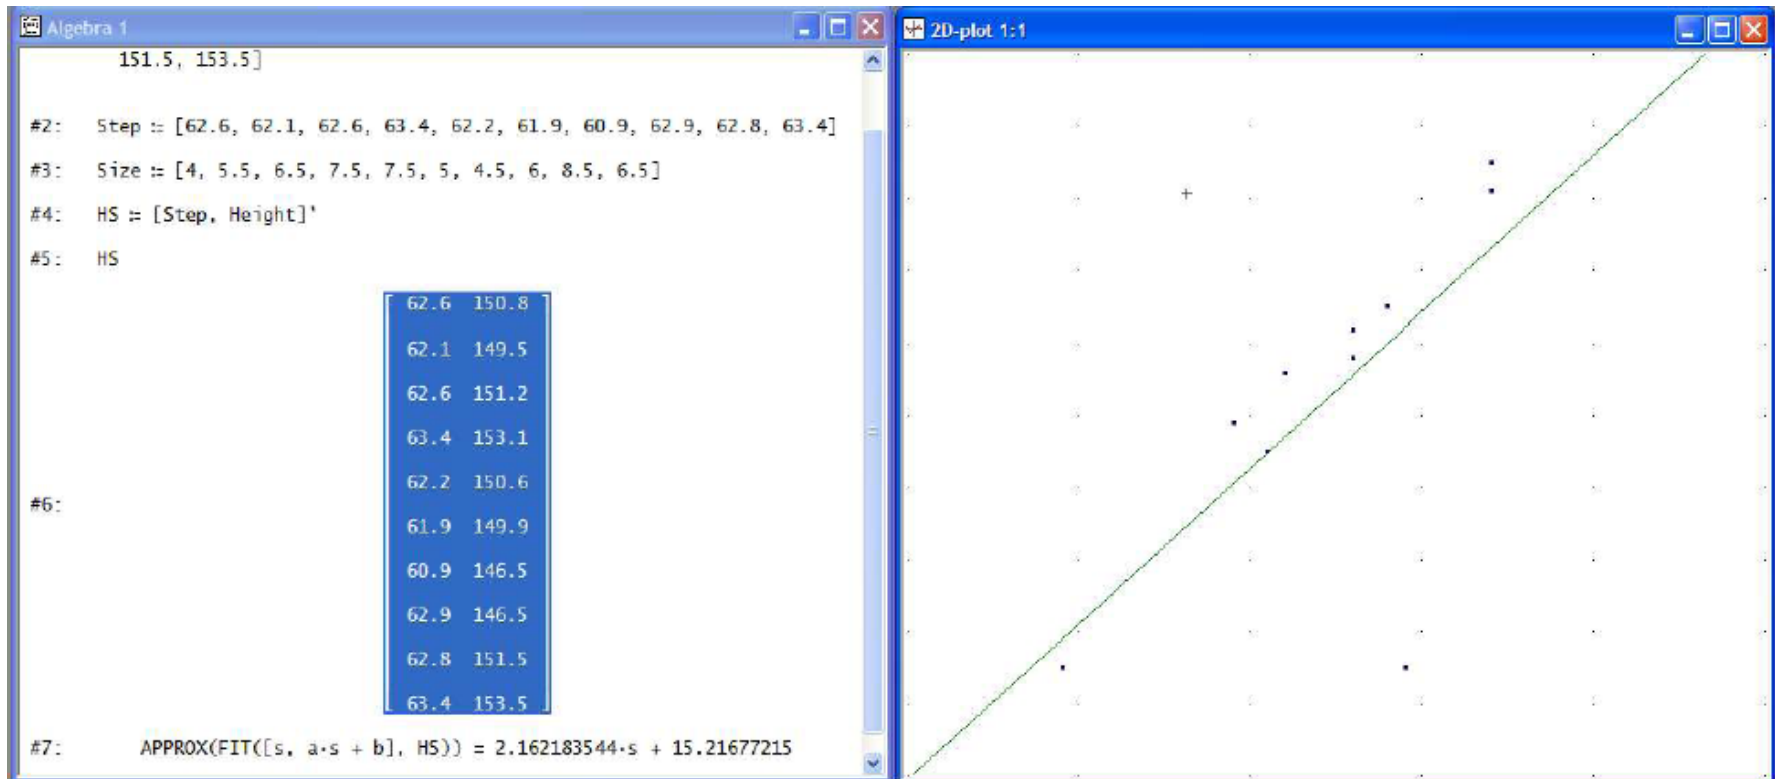 Algebra 1
151.5, 153.5]
#2: Step := [62.6, 62.1, 62.6, 63.4, 62.2, 61.9, 60.9, 62.9, 62.8, 63.4]
#3: Size := [4, 5.5, 6.5, 7.5, 7.5, 5, 4.5, 6, 8.5, 6.5]
#4: HS := [Step, Height]'
#5: HS
62.6 150.8
62.1 149.5
62.6 151.2
63.4 153.1
62.2 150.6
#6:
61.9 149.9
60.9 146.5
62.9 146.5
62.8 151.5
63.4 153.5
#7: APPROX(FIT([s, a·s + b], HS)) = 2.162183544·s + 15.21677215
2D-plot 1:1